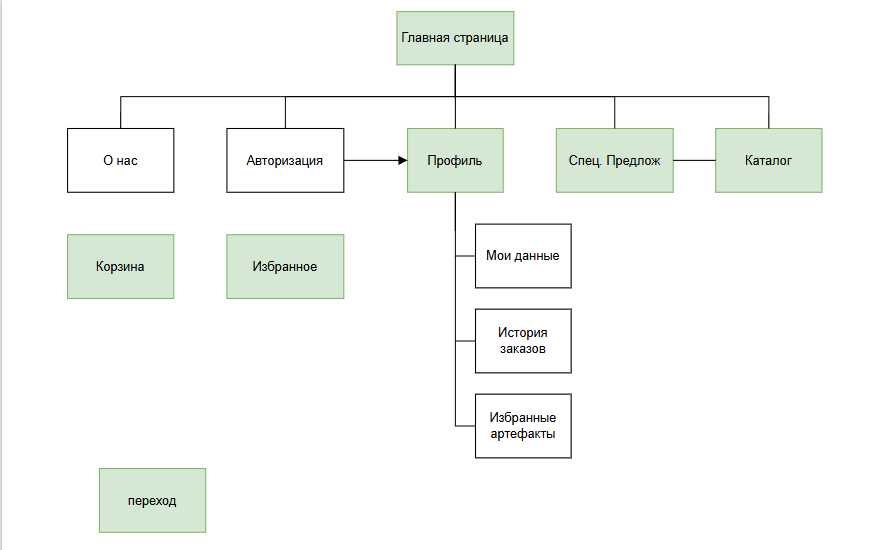 Главная страница
О нас
Авторизация
Профиль
Спец. Предлож
Каталог
Корзина
Избранное
Мои данные
История
заказов
Избранные
артефакты
переход